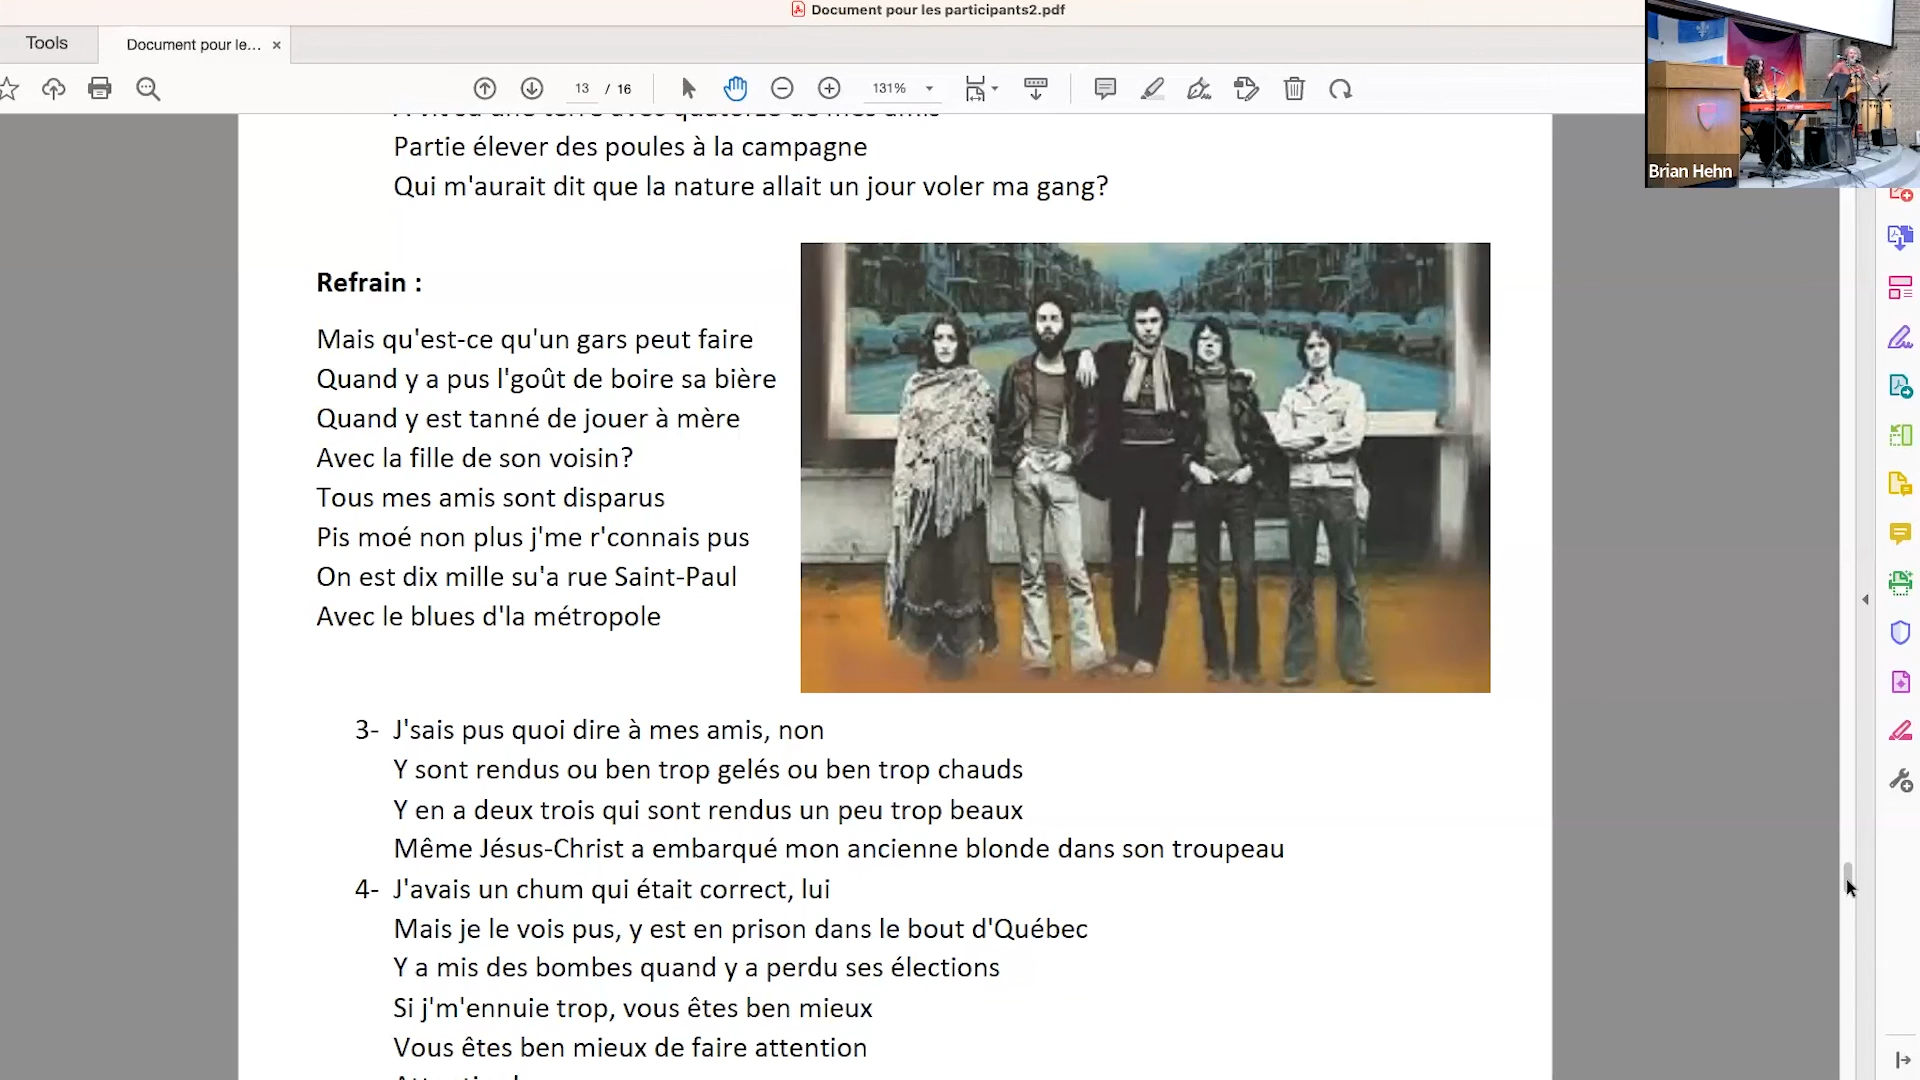 Document pour les participants2.pdf
Tools
Document pour le... ×
13 / 16
131%
Brian Hehn
Partie élever des poules à la campagne
Qui m'aurait dit que la nature allait un jour voler ma gang?
Refrain :
Mais qu'est-ce qu'un gars peut faire
Quand y a pus l'goût de boire sa bière
Quand y est tanné de jouer à mère
Avec la fille de son voisin?
Tous mes amis sont disparus
Pis moé non plus j'me r'connais pus
On est dix mille su'a rue Saint-Paul
Avec le blues d'la métropole
3- J'sais pus quoi dire à mes amis, non
Y sont rendus ou ben trop gelés ou ben trop chauds
Y en a deux trois qui sont rendus un peu trop beaux
Même Jésus-Christ a embarqué mon ancienne blonde dans son troupeau
4- J'avais un chum qui était correct, lui
Mais je le vois pus, y est en prison dans le bout d'Québec
Y a mis des bombes quand y a perdu ses élections
Si j'm'ennuie trop, vous êtes ben mieux
Vous êtes ben mieux de faire attention